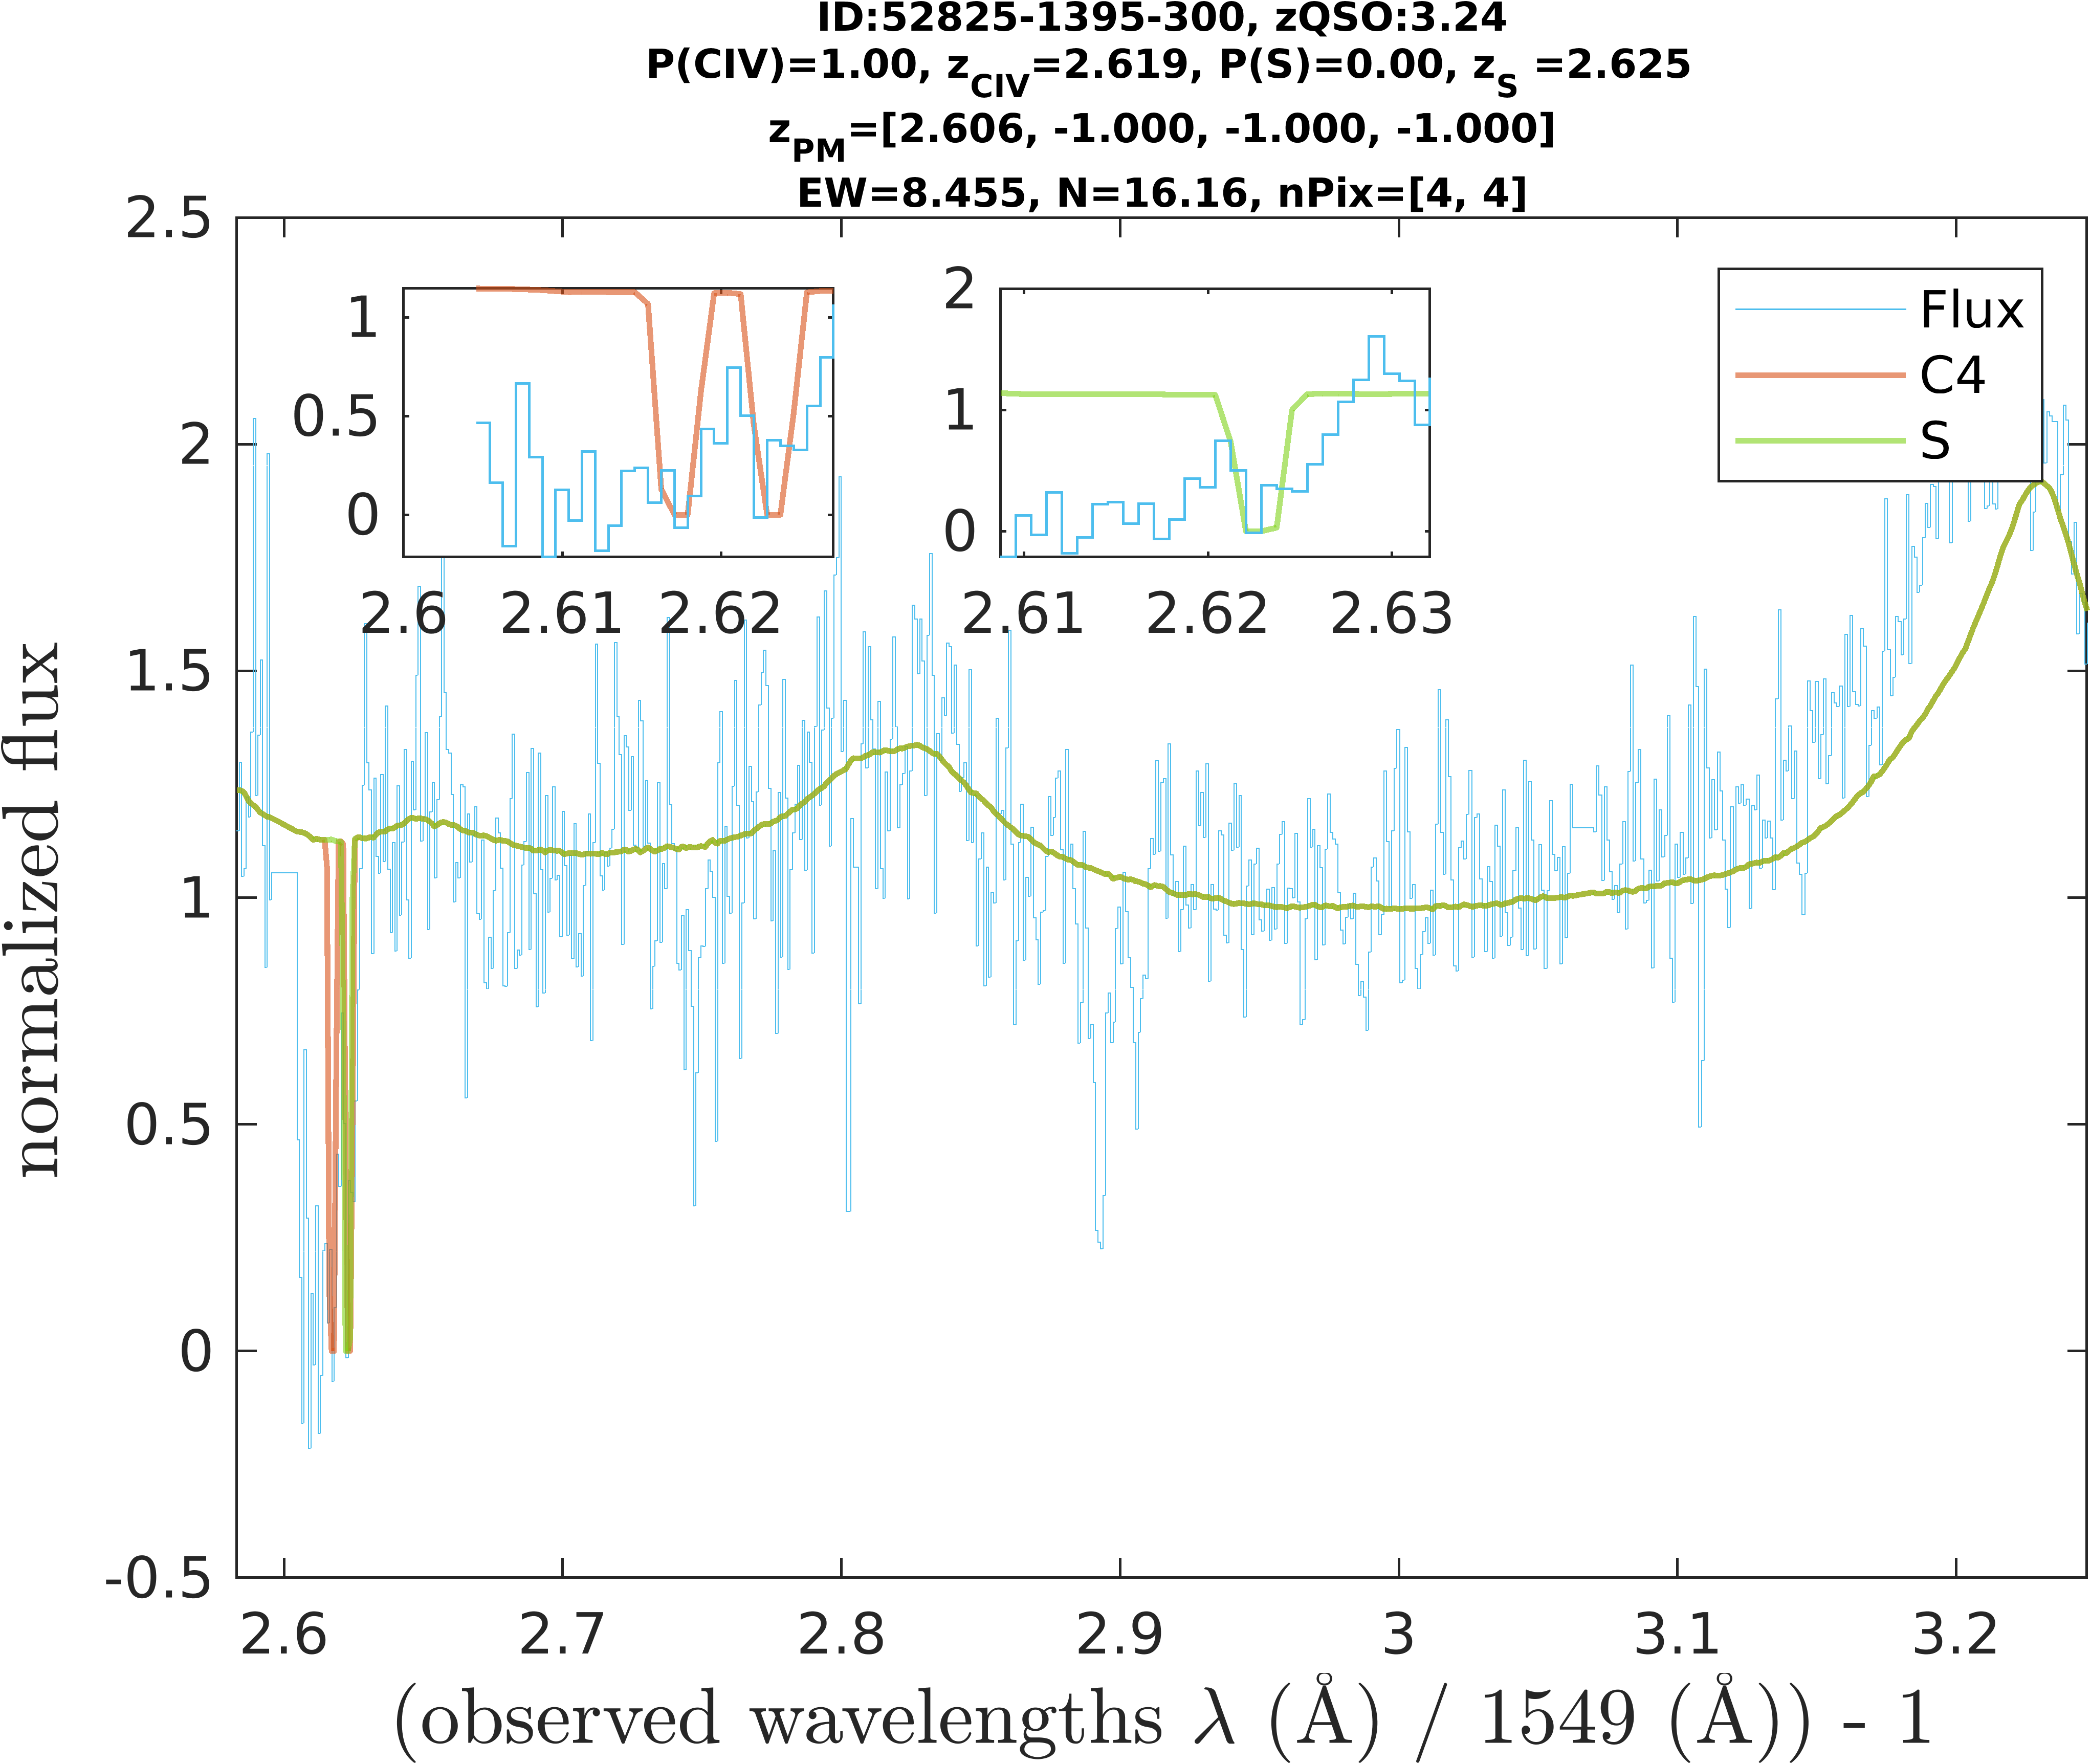 ID:52825-1395-300, zQSO:3.24
P(CIV)=1.00, zCIV=2.619, P(S)=0.00, zS =2.625
zPM=[2.606, -1.000, -1.000, -1.000]
EW=8.455, N=16.16, nPix=[4, 4]
2.5
2
1.5
1
0.5
0
-0.5
normalized flux
1
0.5
0
2.6 2.61 2.62
2
1
0
2.61 2.62 2.63
Flux
C4
S
2.6 2.7 2.8 2.9 3 3.1 3.2
(observed wavelengths λ (Å) / 1549 (Å)) - 1